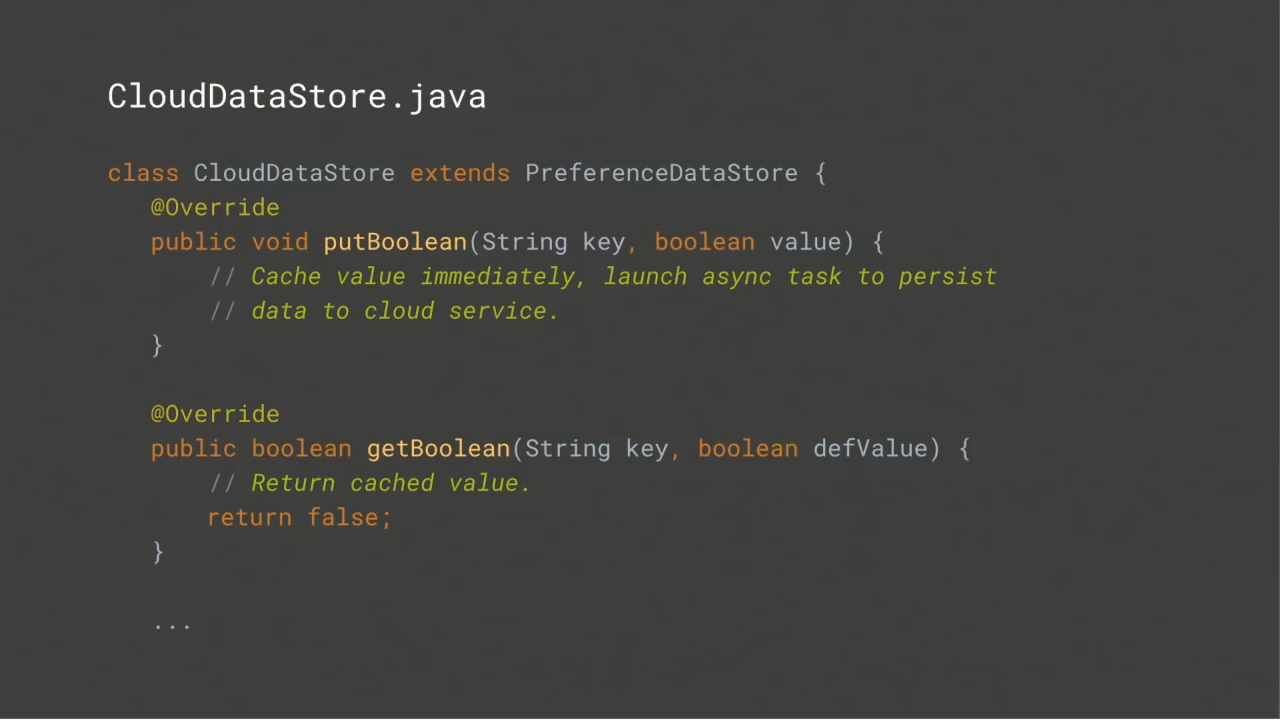 CloudDataStore.java
class CloudDataStore extends PreferenceDataStore {
@Override
public void putBoolean(String key, boolean value) {
// Cache value immediately, launch async task to persist
// data to cloud service.
}
@Override
public boolean getBoolean(String key, boolean defValue) {
// Return cached value.
return false;
}
...